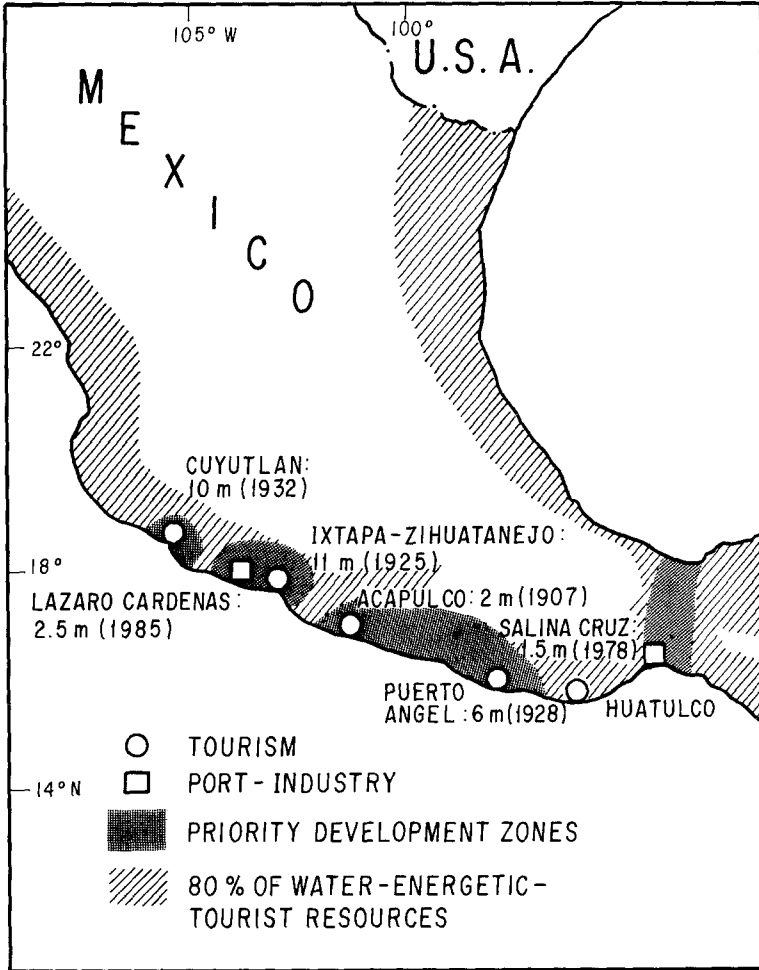 105° W
100°
U.S.A.
MEXICO
22°
CUYUTLAN:
10 m (1932)
IXTAPA-ZIHUATANEJO:
11 m (1925)
18°
LAZARO CARDENAS:
2.5 m (1985)
ACAPULCO: 2 m (1907)
SALINA CRUZ:
1.5 m (1978)
PUERTO
ANGEL: 6 m (1928)
HUATULCO
TOURISM
PORT-INDUSTRY
14° N
PRIORITY DEVELOPMENT ZONES
80 % OF WATER-ENERGETIC-
TOURIST RESOURCES